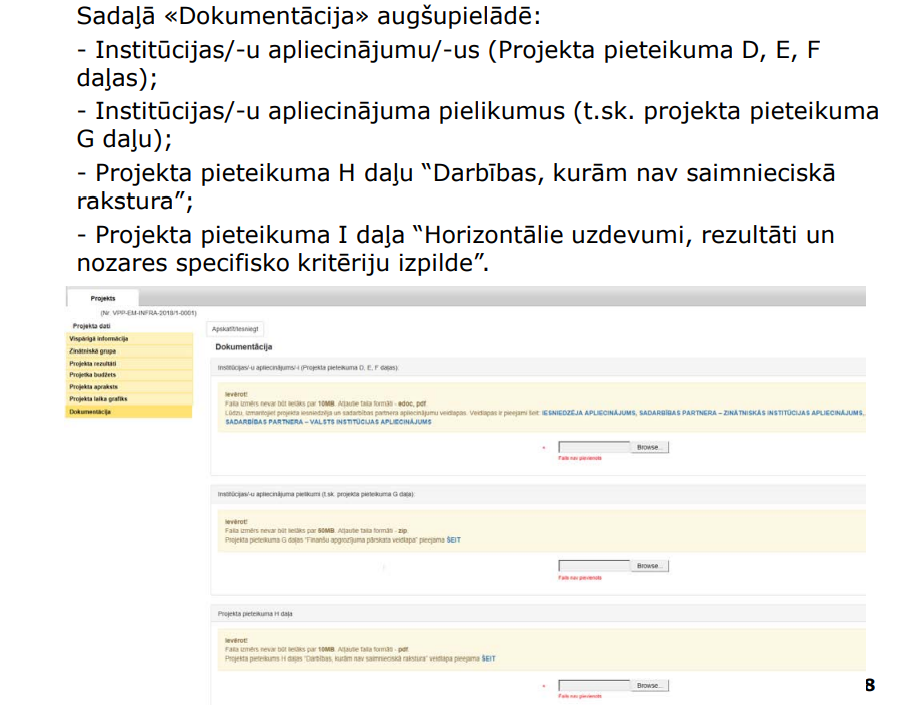 Sadaļā «Dokumentācija» augšupielādē:
- Institūcijas/-u apliecinājumu/-us (Projekta pieteikuma D, E, F
daļas);
- Institūcijas/-u apliecinājuma pielikumus (t.sk. projekta pieteikuma
G daļu);
- Projekta pieteikuma H daļu “Darbības, kurām nav saimnieciskā
rakstura”;
- Projekta pieteikuma I daļa “Horizontālie uzdevumi, rezultāti un
nozares specifisko kritēriju izpilde”.
Projekts
(Nr. VPP-EM-INFRA-2018/1-0001)
Projekta dati
Vispārīgā informācija
Zinātniskā grupa
Projekta rezultāti
Projekta budžets
Projekta apraksts
Projekta laika grafiks
Dokumentācija
Apskatīt/Iesniegt
Dokumentācija
Institūcijas/-u apliecinājums/-i (Projekta pieteikuma D, E, F daļas):
Ievērot!
Faila izmērs nevar būt lielāks par 10MB. Atļautie faila formāti - edoc, pdf.
Lūdzu, izmantojiet projekta iesniedzēja un sadarbības partnera apliecinājumu veidlapas. Veidlapas ir pieejamas šeit: IESNIEDZĒJA APLIECINĀJUMS, SADARBĪBAS PARTNERA – ZINĀTNISKĀS INSTITŪCIJAS APLIECINĀJUMS,
SADARBĪBAS PARTNERA – VALSTS INSTITŪCIJAS APLIECINĀJUMS
* Browse...
Fails nav pievienots
Institūcijas/-u apliecinājuma pielikumi (t.sk. projekta pieteikuma G daļa):
Ievērot!
Faila izmērs nevar būt lielāks par 50MB. Atļautie faila formāti - zip.
Projekta pieteikuma G daļas "Finanšu apgrozījuma pārskata veidlapa" pieejama ŠEIT
Browse...
Fails nav pievienots
Projekta pieteikuma H daļa
Ievērot!
Faila izmērs nevar būt lielāks par 10MB. Atļautie faila formāti - pdf.
Projekta pieteikuma H daļas "Darbības, kurām nav saimnieciskā rakstura" veidlapa pieejama ŠEIT
* Browse...
Fails nav pievienots
8